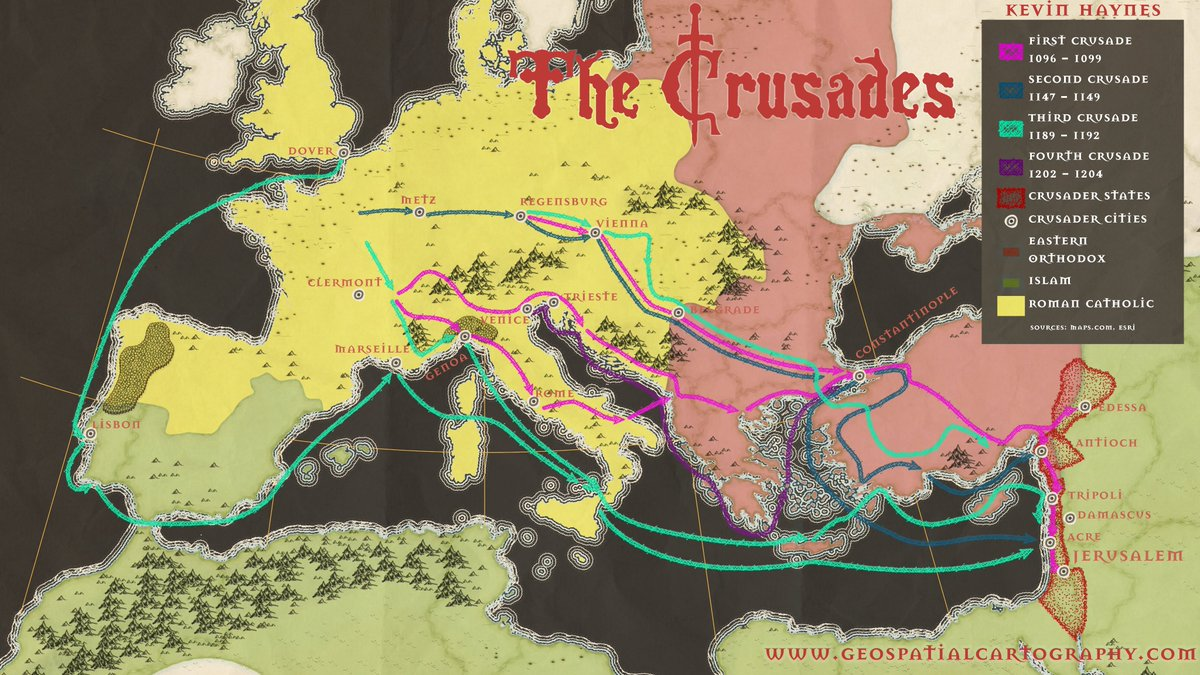 The Crusades
KEVIN HAYNES
FIRST CRUSADE
1096 – 1099
SECOND CRUSADE
1147 – 1149
THIRD CRUSADE
1189 – 1192
FOURTH CRUSADE
1202 – 1204
CRUSADER STATES
CRUSADER CITIES
EASTERN
ORTHODOX
ISLAM
ROMAN CATHOLIC
SOURCES: MAPS.COM, ESRI
DOVER
METZ
REGENSBURG
VIENNA
CLERMONT
TRIESTE
VENICE
BELGRADE
CONSTANTINOPLE
MARSEILLE
GENOA
ROME
LISBON
EDESSA
ANTIOCH
TRIPOLI
DAMASCUS
ACRE
JERUSALEM
WWW.GEOSPATIALCARTOGRAPHY.COM